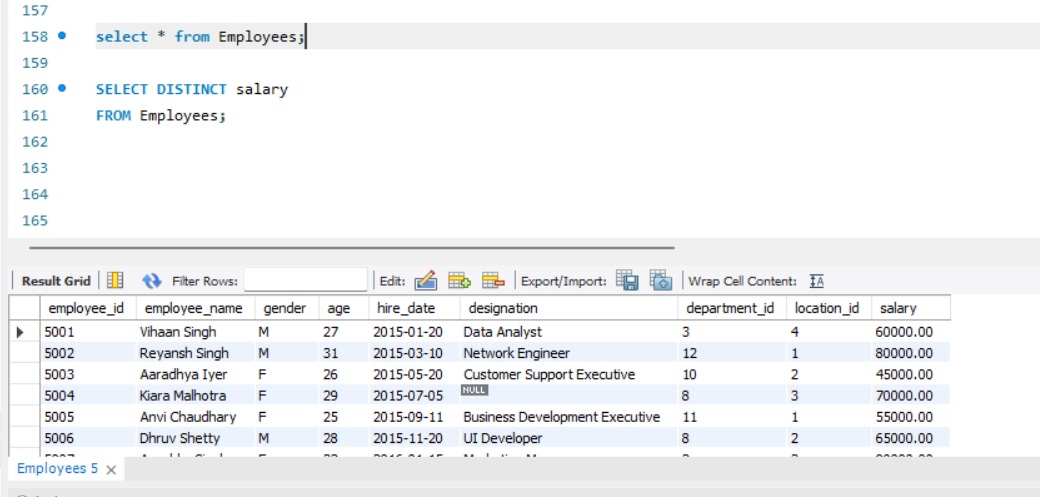 157
158 select * from Employees;
159
160 SELECT DISTINCT salary
161 FROM Employees;
162
163
164
165
Result Grid Filter Rows: Edit: Export/Import: Wrap Cell Content:
employee_id employee_name gender age hire_date designation department_id location_id salary
5001 Vihaan Singh M 27 2015-01-20 Data Analyst 3 4 60000.00
5002 Reyansh Singh M 31 2015-03-10 Network Engineer 12 1 80000.00
5003 Aaradhya Iyer F 26 2015-05-20 Customer Support Executive 10 2 45000.00
5004 Kiara Malhotra F 29 2015-07-05 NULL 8 3 70000.00
5005 Anvi Chaudhary F 25 2015-09-11 Business Development Executive 11 1 55000.00
5006 Dhruv Shetty M 28 2015-11-20 UI Developer 8 2 65000.00
Employees 5